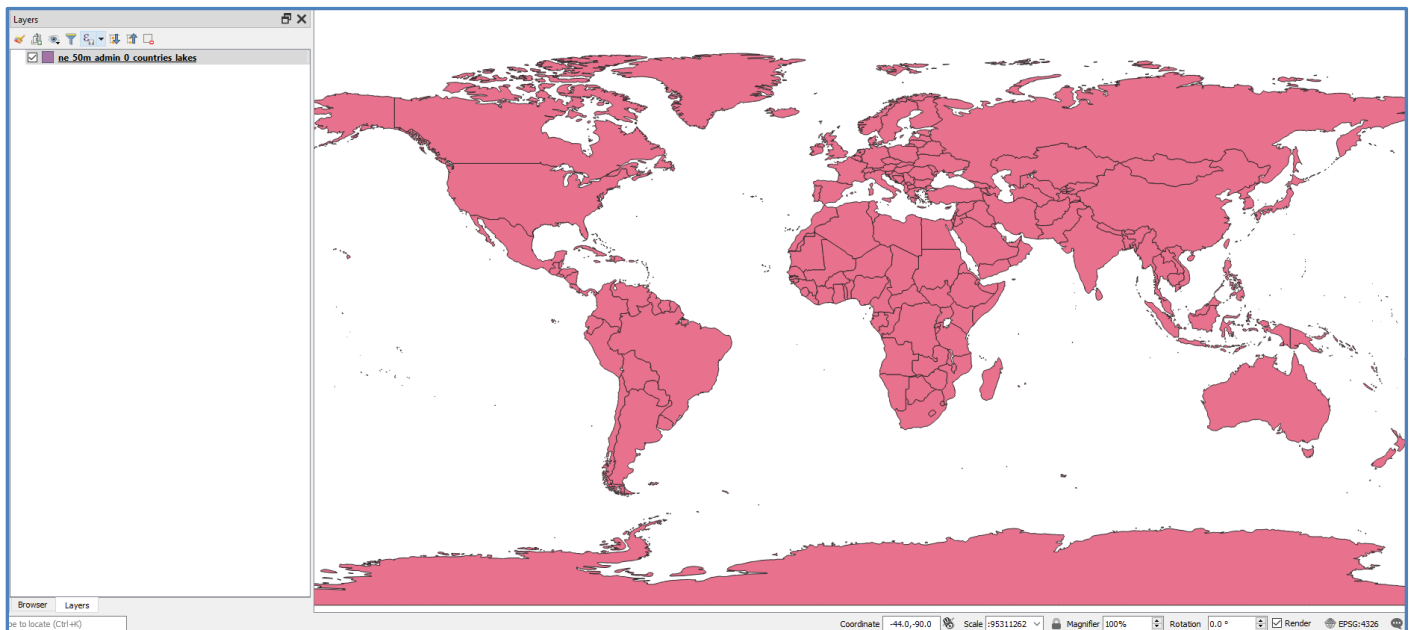 Layers
ne_50m_admin_0_countries_lakes
Browser Layers
pe to locate (Ctrl+K)
Coordinate -44.0,-90.0 Scale :95311262 Magnifier 100% Rotation 0.0 ° Render EPSG:4326